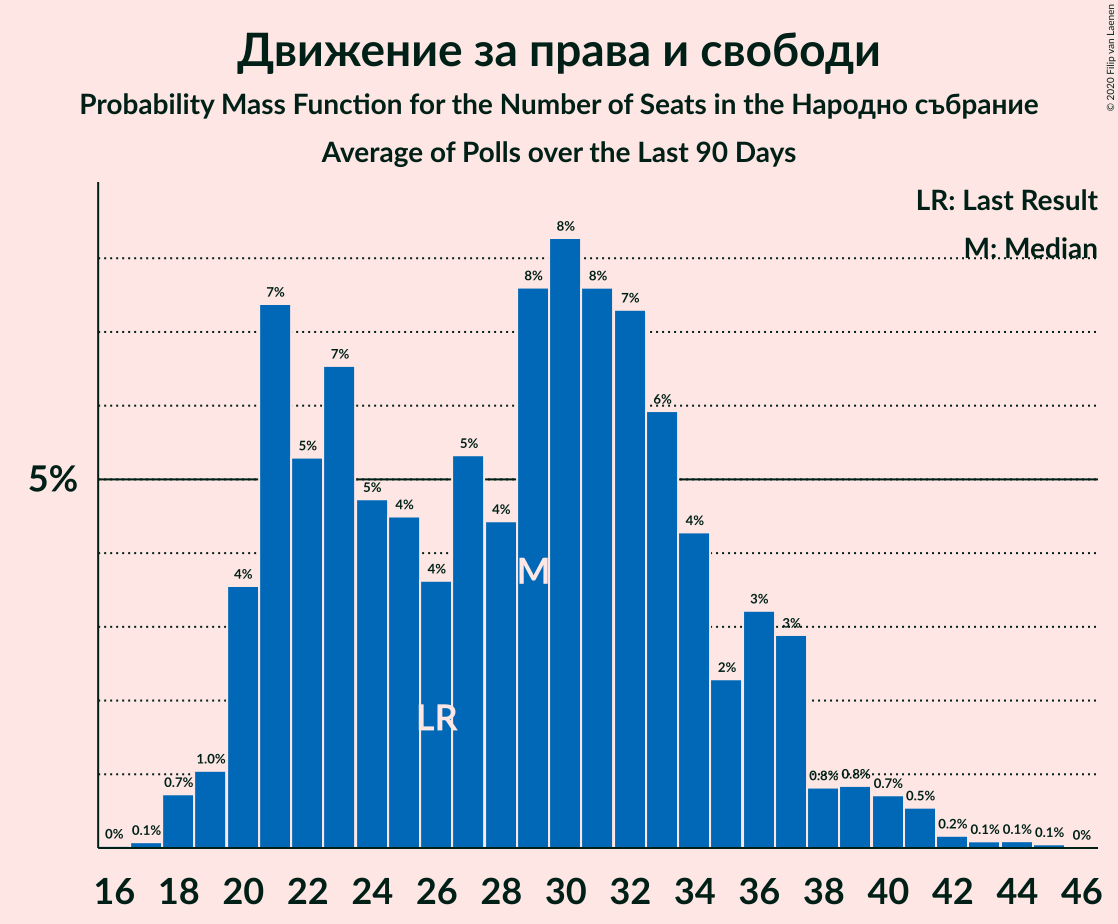 Движение за права и свободи
Probability Mass Function for the Number of Seats in the Народно събрание
Average of Polls over the Last 90 Days
© 2020 Filip van Laenen
LR: Last Result
M: Median
5%
0% 0.1% 0.7% 1.0% 4% 7% 5% 7% 5% 4% 4% 5% 4% 8% 8% 8% 7% 6% 4% 2% 3% 3% 0.8% 0.8% 0.7% 0.5% 0.2% 0.1% 0.1% 0.1% 0%
M
LR
16 18 20 22 24 26 28 30 32 34 36 38 40 42 44 46